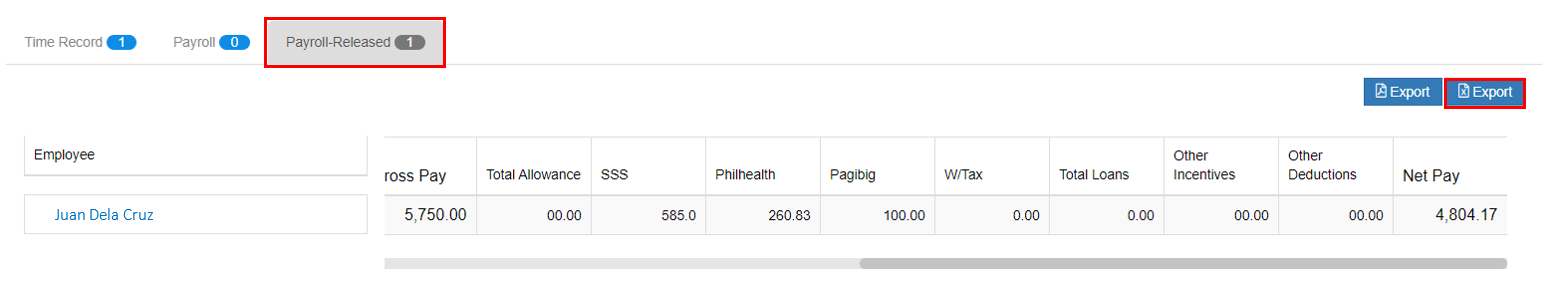 Time Record 1 Payroll 0 Payroll-Released 1
Export Export
Employee ross Pay Total Allowance SSS Philhealth Pagibig W/Tax Total Loans Other Incentives Other Deductions Net Pay
Juan Dela Cruz 5,750.00 00.00 585.0 260.83 100.00 0.00 0.00 00.00 00.00 4,804.17